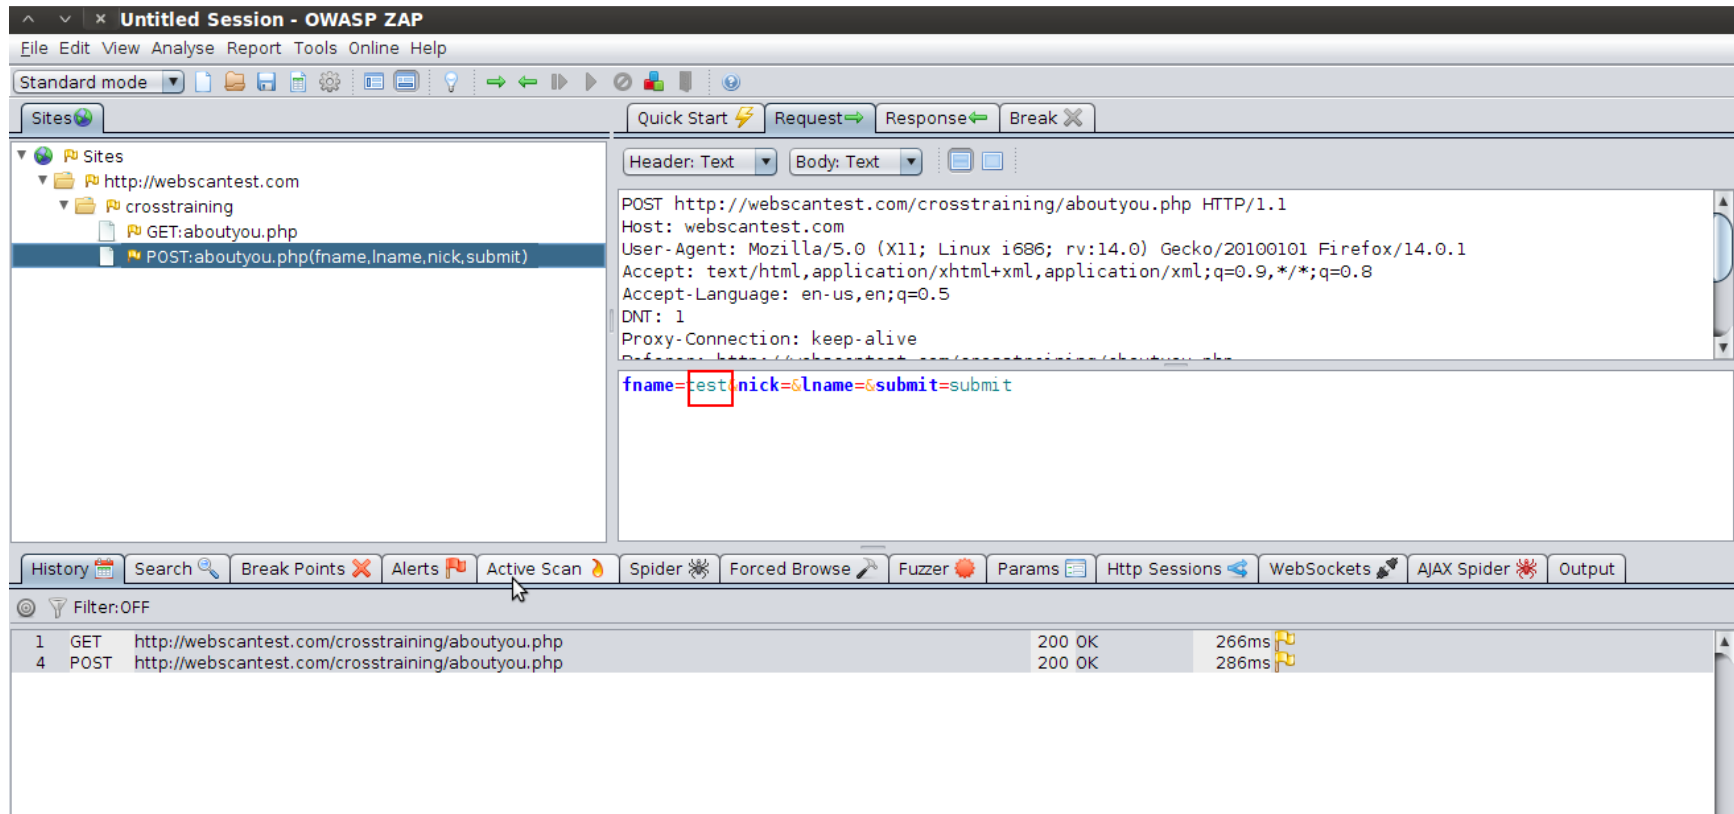 Untitled Session - OWASP ZAP
File Edit View Analyse Report Tools Online Help
Standard mode
Sites
Quick Start Request Response Break
Sites
http://webscantest.com
crosstraining
GET:aboutyou.php
POST:aboutyou.php(fname,lname,nick,submit)
Header: Text Body: Text
POST http://webscantest.com/crosstraining/aboutyou.php HTTP/1.1
Host: webscantest.com
User-Agent: Mozilla/5.0 (X11; Linux i686; rv:14.0) Gecko/20100101 Firefox/14.0.1
Accept: text/html,application/xhtml+xml,application/xml;q=0.9,*/*;q=0.8
Accept-Language: en-us,en;q=0.5
DNT: 1
Proxy-Connection: keep-alive
Referer: http://webscantest.com/crosstraining/aboutyou.php
fname=test&nick=&lname=&submit=submit
History Search Break Points Alerts Active Scan Spider Forced Browse Fuzzer Params Http Sessions WebSockets AJAX Spider Output
Filter:OFF
1 GET http://webscantest.com/crosstraining/aboutyou.php 200 OK 266ms
4 POST http://webscantest.com/crosstraining/aboutyou.php 200 OK 286ms